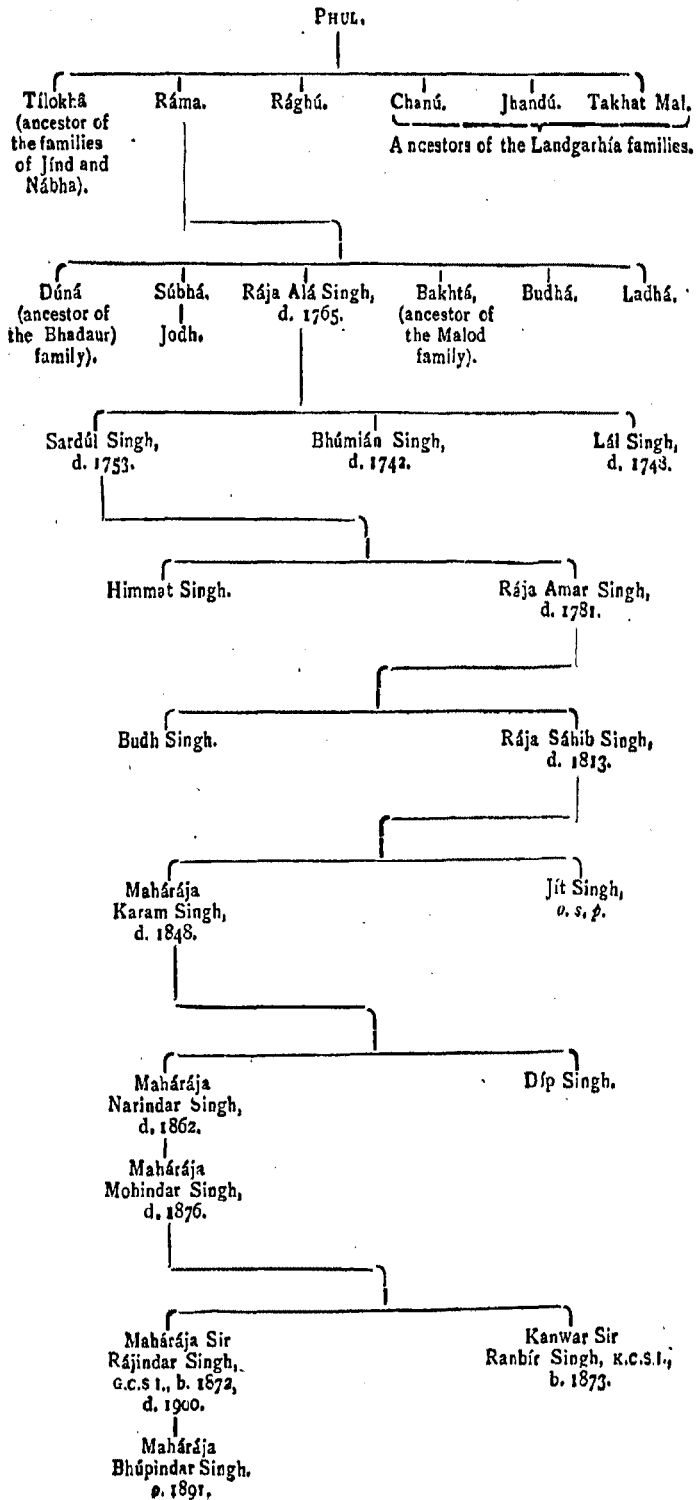 PHUL.
Tílokhâ
(ancestor of
the families
of Jínd and
Nábha).
Ráma.
Rághú.
Chanú.
Jhandú.
Takhat Mal.
Ancestors of the Landgarhía families.
Dúná
(ancestor of
the Bhadaur)
family).
Súbhá.
Jodh.
Rája Alá Singh,
d. 1765.
Bakhtá,
(ancestor of
the Malod
family).
Budhá.
Ladhá.
Sardúl Singh,
d. 1753.
Bhúmián Singh,
d. 1742.
Lál Singh,
d. 1748.
Himmat Singh.
Rája Amar Singh,
d. 1781.
Budh Singh.
Rája Sáhib Singh,
d. 1813.
Mahárája
Karam Singh,
d. 1848.
Jít Singh,
o. s. p.
Mahárája
Narindar Singh,
d. 1862.
Díp Singh.
Mahárája
Mohindar Singh,
d. 1876.
Mahárája Sir
Rájindar Singh,
G.C.S I., b. 1872,
d. 1900.
Kanwar Sir
Ranbír Singh, K.C.S.I.,
b. 1873.
Mahárája
Bhúpindar Singh.
b. 1891.